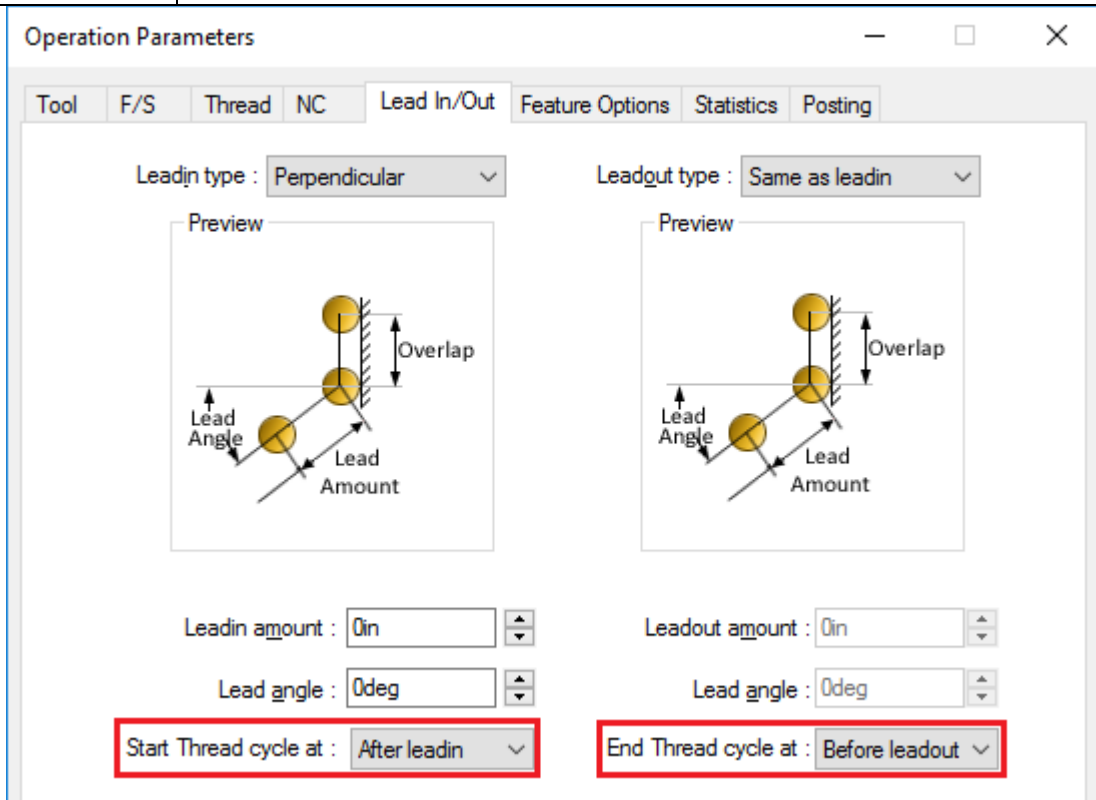 Operation Parameters
Tool F/S Thread NC Lead In/Out Feature Options Statistics Posting
Leadin type : Perpendicular Leadout type : Same as leadin
Preview Preview
Overlap Overlap
Lead Lead
Angle Angle
Lead Lead
Amount Amount
Leadin amount : 0in Leadout amount : 0in
Lead angle : 0deg Lead angle : 0deg
Start Thread cycle at : After leadin End Thread cycle at : Before leadout